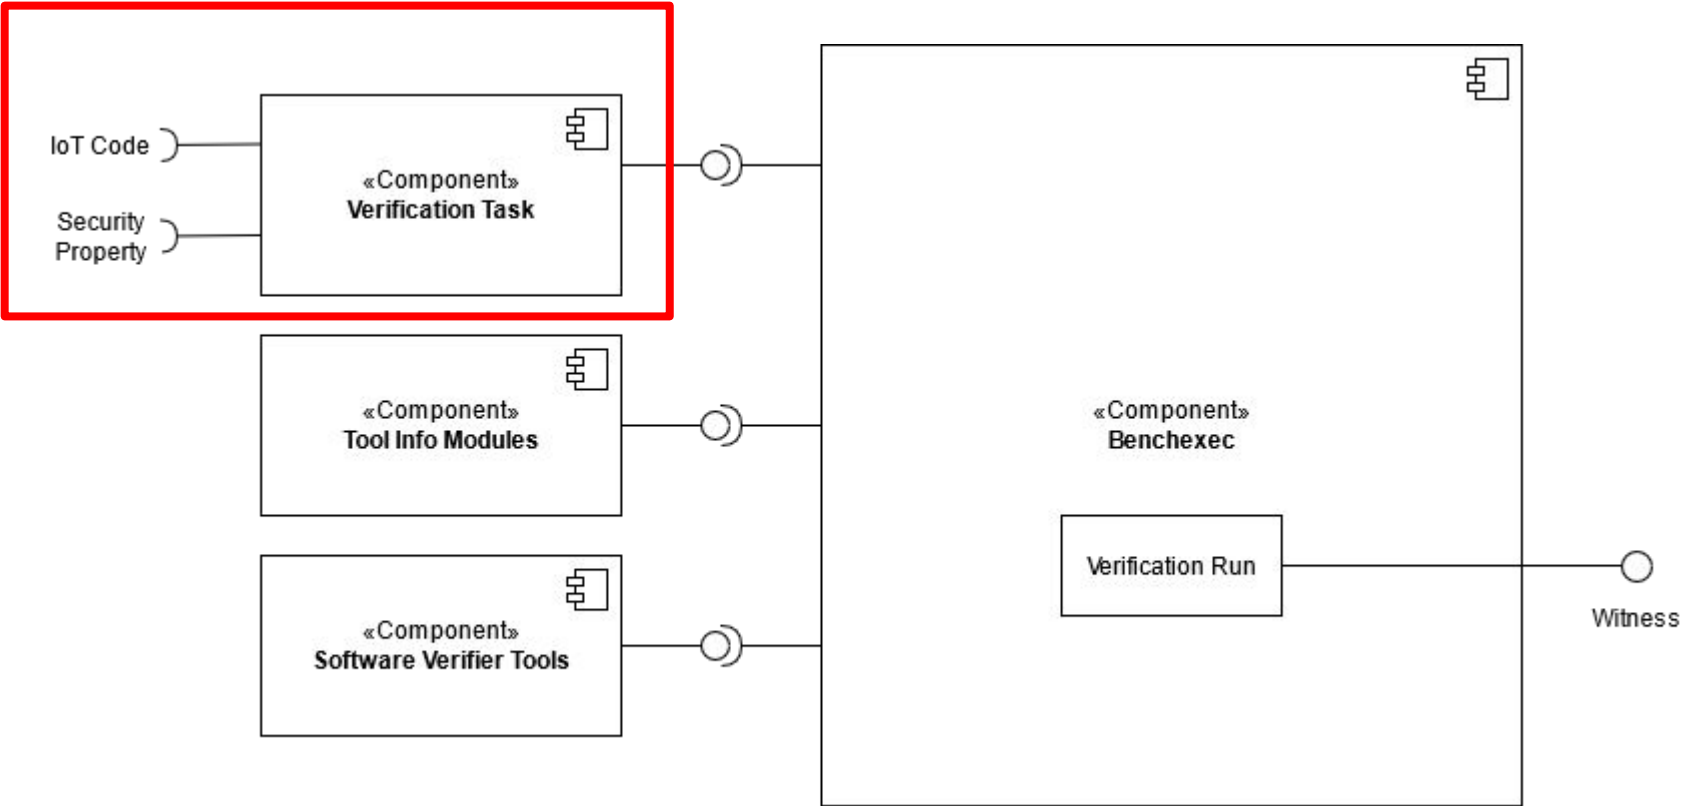 IoT Code
Security
Property
«Component»
Verification Task
«Component»
Tool Info Modules
«Component»
Software Verifier Tools
«Component»
Benchexec
Verification Run
Witness